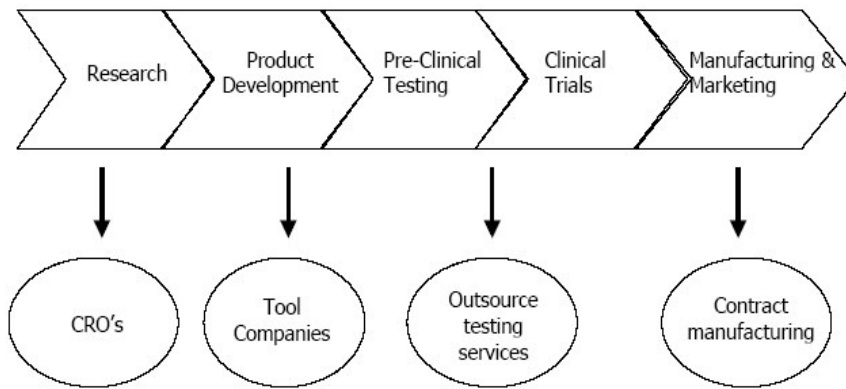 Research
Product
Development
Pre-Clinical
Testing
Clinical
Trials
Manufacturing &
Marketing
CRO's
Tool
Companies
Outsource
testing
services
Contract
manufacturing